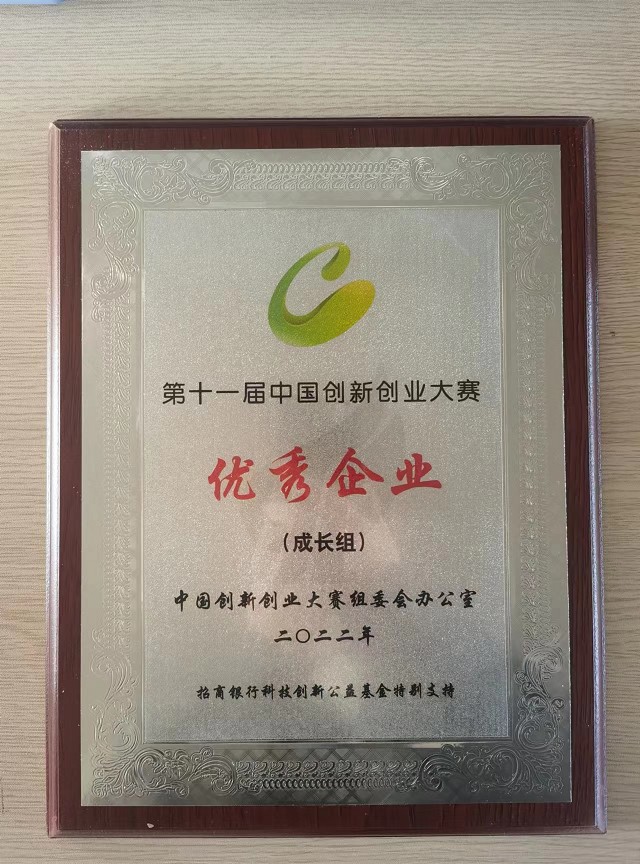 第十一届中国创新创业大赛
优秀企业
（成长组）
中国创新创业大赛组委会办公室
二〇二二年
招商银行科技创新公益基金特别支持